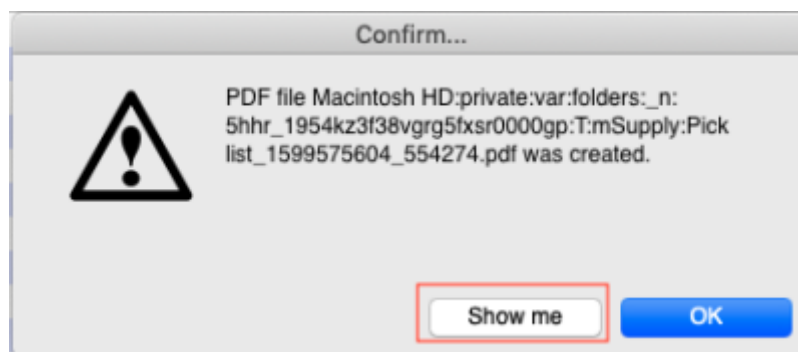 Confirm...
PDF file Macintosh HD:private:var:folders:_n:
5hhr_1954kz3f38vgrg5fxsr0000gp:T:mSupply:Pick
list_1599575604_554274.pdf was created.
Show me
OK